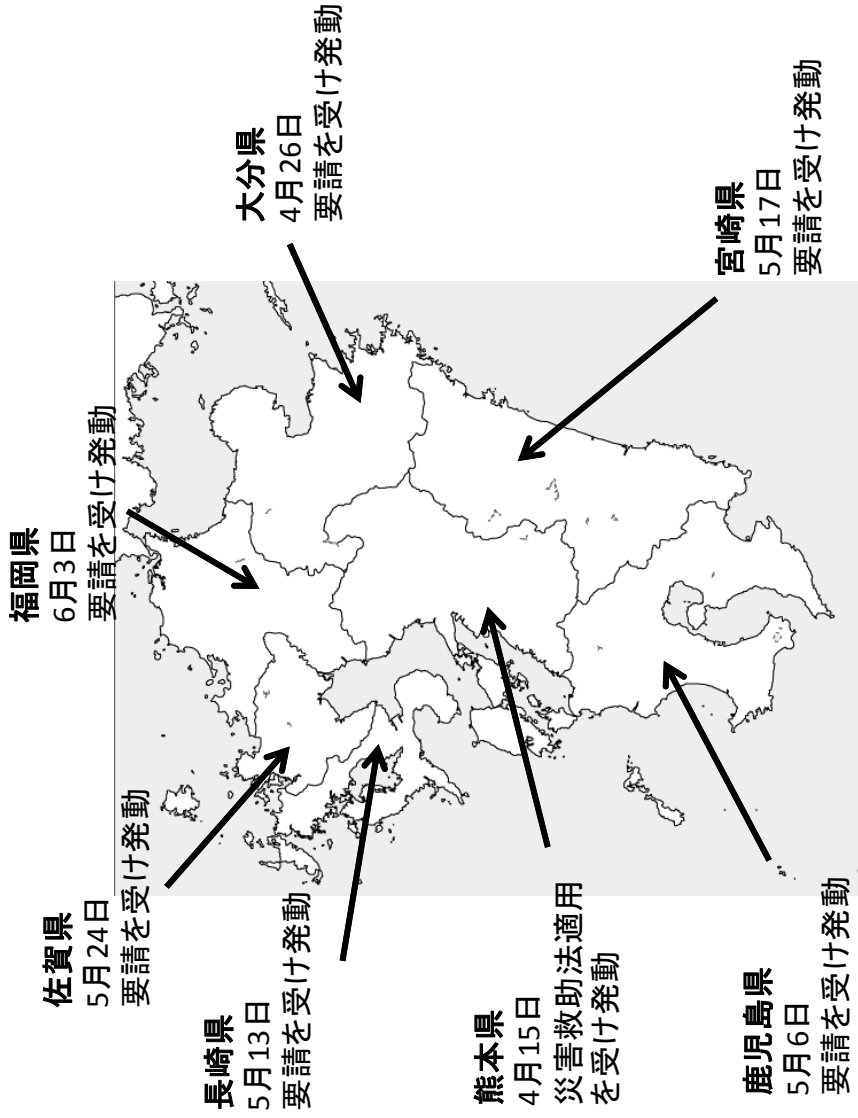 福岡県
6月3日
要請を受け発動
大分県
4月26日
要請を受け発動
佐賀県
5月24日
要請を受け発動
長崎県
5月13日
要請を受け発動
熊本県
4月15日
災害救助法適用
を受け発動
宮崎県
5月17日
要請を受け発動
鹿児島県
5月6日
要請を受け発動